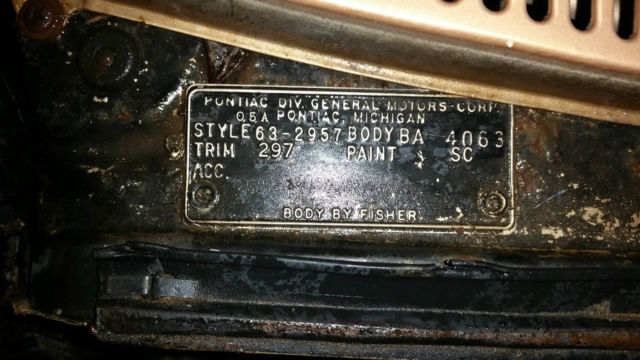 PONTIAC DIV. GENERAL MOTORS CORP.
PONTIAC, MICHIGAN
STYLE 63-2957 BODY BA 4063
TRIM 297 PAINT SC
ACC.
BODY BY FISHER